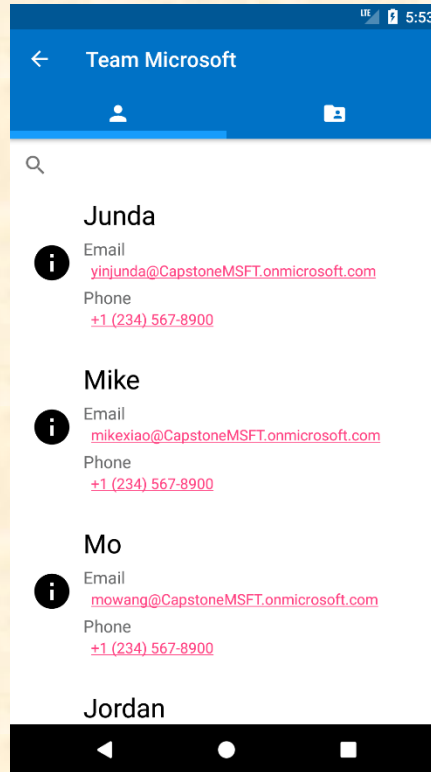 LTE 5:53
Team Microsoft
Junda
Email
yinjunda@CapstoneMSFT.onmicrosoft.com
Phone
+1 (234) 567-8900
Mike
Email
mikexiao@CapstoneMSFT.onmicrosoft.com
Phone
+1 (234) 567-8900
Mo
Email
mowang@CapstoneMSFT.onmicrosoft.com
Phone
+1 (234) 567-8900
Jordan